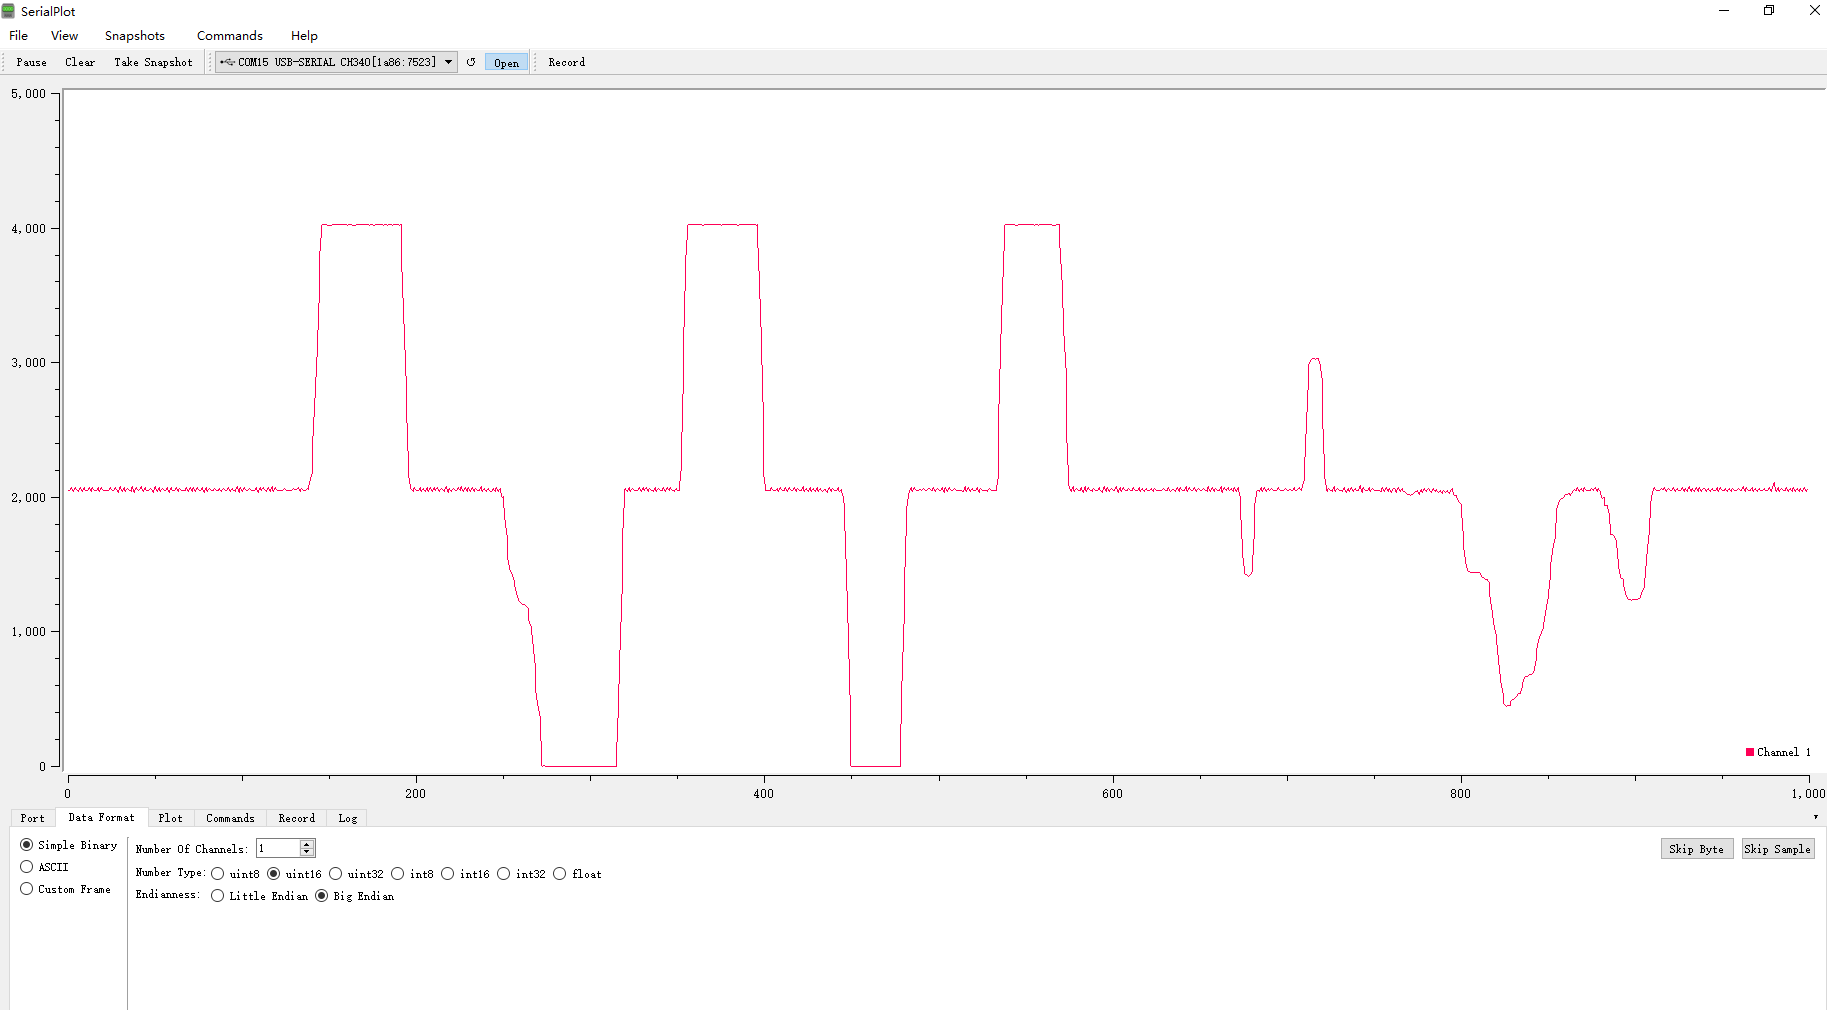 SerialPlot
File View Snapshots Commands Help
Pause Clear Take Snapshot COM15 USB-SERIAL CH340[1a86:7523] Open Record
5,000
4,000
3,000
2,000
1,000
0
Channel 1
0 200 400 600 800 1,000
Port Data Format Plot Commands Record Log
Simple Binary Number Of Channels: 1 Skip Byte Skip Sample
ASCII Number Type: uint8 uint16 uint32 int8 int16 int32 float
Custom Frame Endianness: Little Endian Big Endian